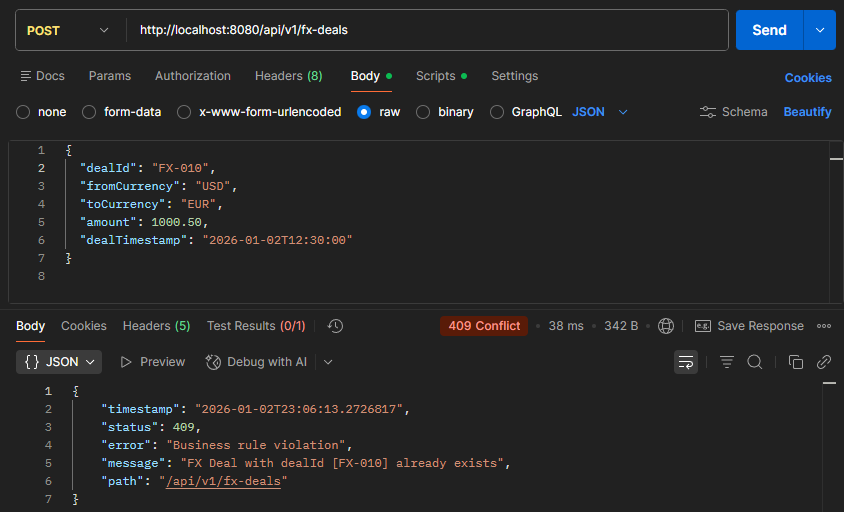 POST http://localhost:8080/api/v1/fx-deals Send
Docs Params Authorization Headers (8) Body Scripts Settings Cookies
none form-data x-www-form-urlencoded raw binary GraphQL JSON Schema Beautify
1 {
2 "dealId": "FX-010",
3 "fromCurrency": "USD",
4 "toCurrency": "EUR",
5 "amount": 1000.50,
6 "dealTimestamp": "2026-01-02T12:30:00"
7 }
8
Body Cookies Headers (5) Test Results (0/1) 409 Conflict • 38 ms • 342 B e.g. Save Response
{} JSON Preview Debug with AI
1 {
2 "timestamp": "2026-01-02T23:06:13.2726817",
3 "status": 409,
4 "error": "Business rule violation",
5 "message": "FX Deal with dealId [FX-010] already exists",
6 "path": "/api/v1/fx-deals"
7 }